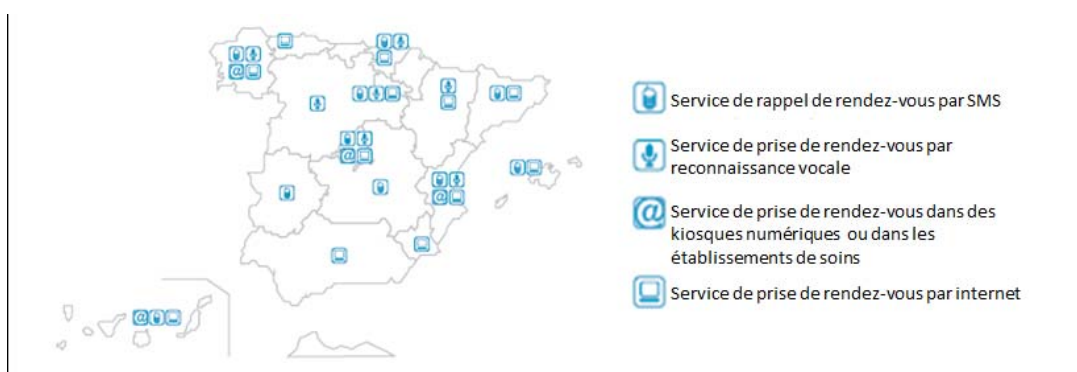 Service de rappel de rendez-vous par SMS
Service de prise de rendez-vous par
reconnaissance vocale
Service de prise de rendez-vous dans des
kiosques numériques ou dans les
établissements de soins
Service de prise de rendez-vous par internet